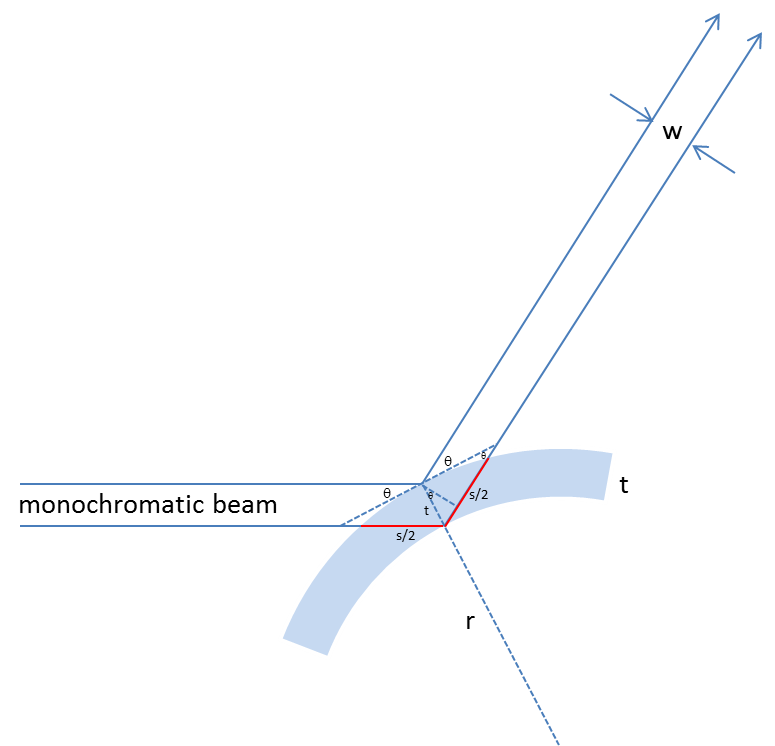 w
θ
θ
θ
monochromatic beam
θ
s/2
t
t
s/2
r